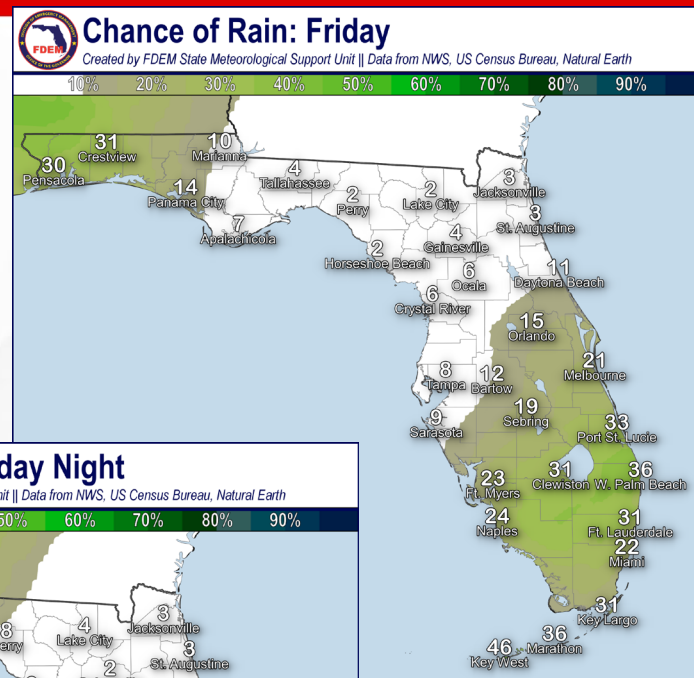 FDEM
Chance of Rain: Friday
Created by FDEM State Meteorological Support Unit || Data from NWS, US Census Bureau, Natural Earth
10% 20% 30% 40% 50% 60% 70% 80% 90%
31
Crestview
10
Marianna
30
Pensacola
14
Panama City
4
Tallahassee
7
Apalachicola
2
Perry
2
Lake City
3
Jacksonville
3
St. Augustine
4
Gainesville
2
Horseshoe Beach
6
Ocala
11
Daytona Beach
6
Crystal River
15
Orlando
8
Tampa
12
Bartow
21
Melbourne
9
Sarasota
19
Sebring
33
Port St. Lucie
23
Ft. Myers
31
Clewiston
36
W. Palm Beach
24
Naples
31
Ft. Lauderdale
22
Miami
31
Key Largo
36
Marathon
46
Key West
day Night
nit || Data from NWS, US Census Bureau, Natural Earth
50% 60% 70% 80% 90%
8
erry
4
Lake City
3
Jacksonville
3
St. Augustine
2